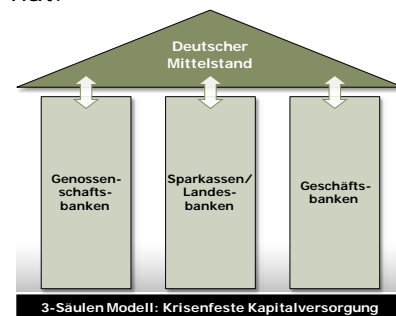 Deutscher
Mittelstand
Genossen-
schafts-
banken
Sparkassen/
Landes-
banken
Geschäfts-
banken
3-Säulen Modell: Krisenfeste Kapitalversorgung